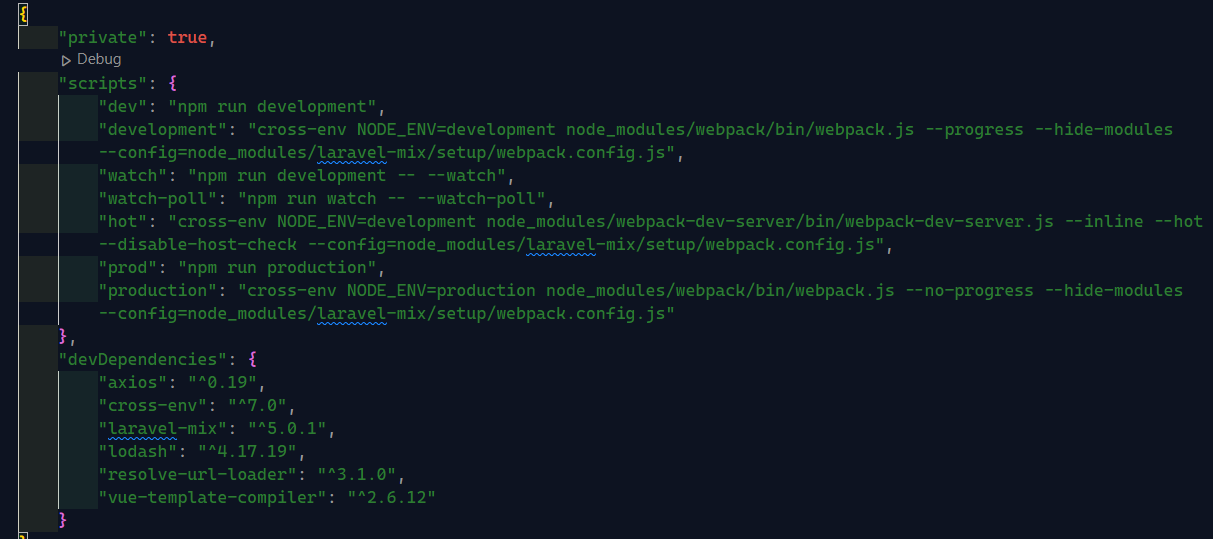 {
"private": true,
Debug
"scripts": {
"dev": "npm run development",
"development": "cross-env NODE_ENV=development node_modules/webpack/bin/webpack.js --progress --hide-modules
--config=node_modules/laravel-mix/setup/webpack.config.js",
"watch": "npm run development -- --watch",
"watch-poll": "npm run watch -- --watch-poll",
"hot": "cross-env NODE_ENV=development node_modules/webpack-dev-server/bin/webpack-dev-server.js --inline --hot
--disable-host-check --config=node_modules/laravel-mix/setup/webpack.config.js",
"prod": "npm run production",
"production": "cross-env NODE_ENV=production node_modules/webpack/bin/webpack.js --no-progress --hide-modules
--config=node_modules/laravel-mix/setup/webpack.config.js"
},
"devDependencies": {
"axios": "^0.19",
"cross-env": "^7.0",
"laravel-mix": "^5.0.1",
"lodash": "^4.17.19",
"resolve-url-loader": "^3.1.0",
"vue-template-compiler": "^2.6.12"
}
}